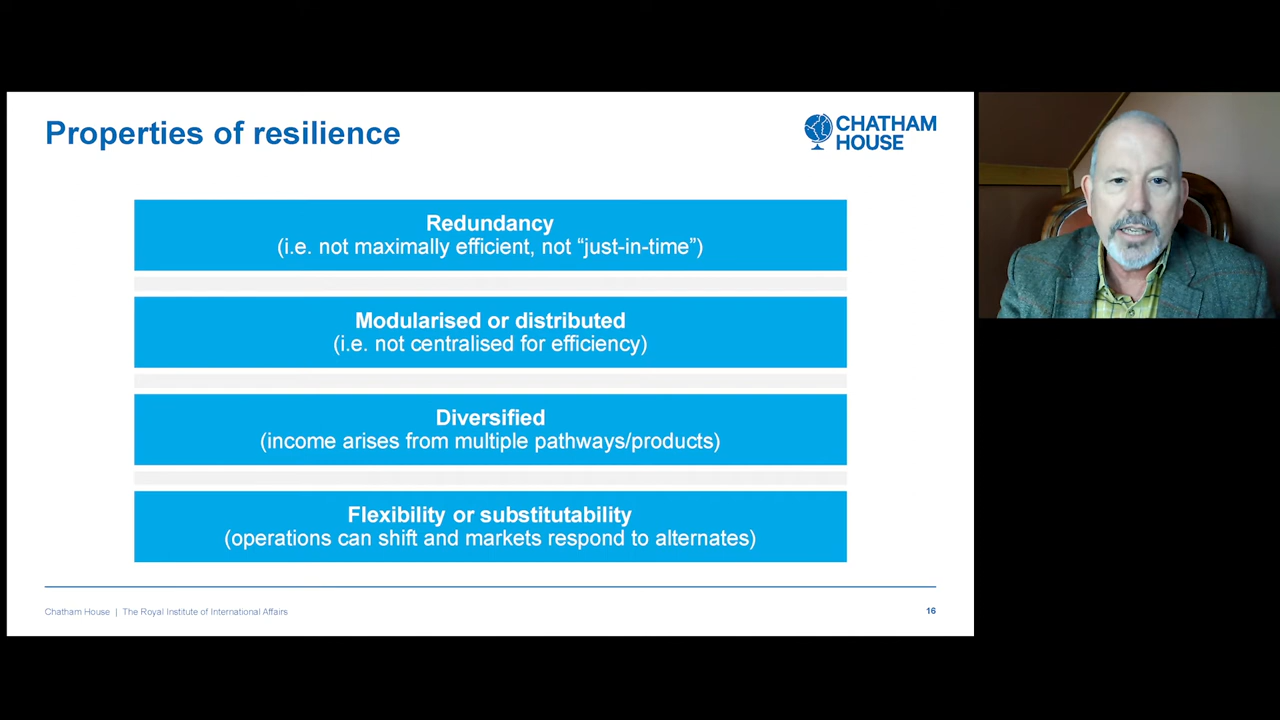 Properties of resilience
CHATHAM
HOUSE
Redundancy
(i.e. not maximally efficient, not “just-in-time”)
Modularised or distributed
(i.e. not centralised for efficiency)
Diversified
(income arises from multiple pathways/products)
Flexibility or substitutability
(operations can shift and markets respond to alternates)
Chatham House | The Royal Institute of International Affairs
16